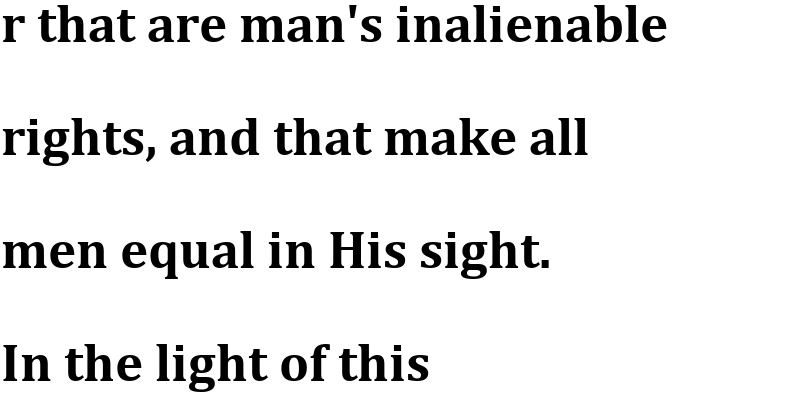 r that are man's inalienable
rights, and that make all
men equal in His sight.
In the light of this